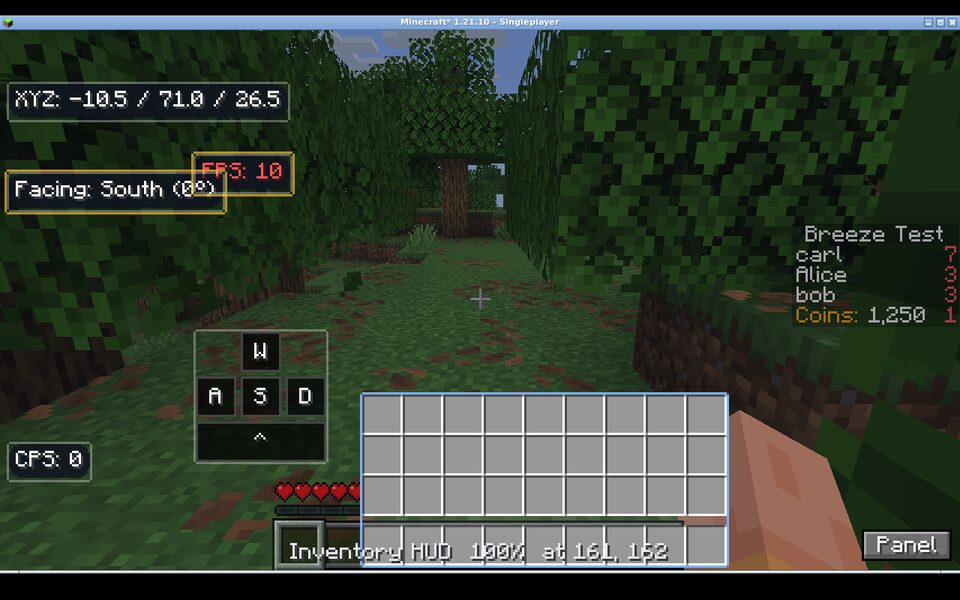 Minecraft* 1.21.10 - Singleplayer
XYZ: -10.5 / 71.0 / 26.5
FPS: 10
Facing: South (0°)
Breeze Test
carl 7
Alice 3
bob 3
Coins: 1,250 1
W
A S D
^
CPS: 0
Inventory HUD 100% at 161, 162
Panel